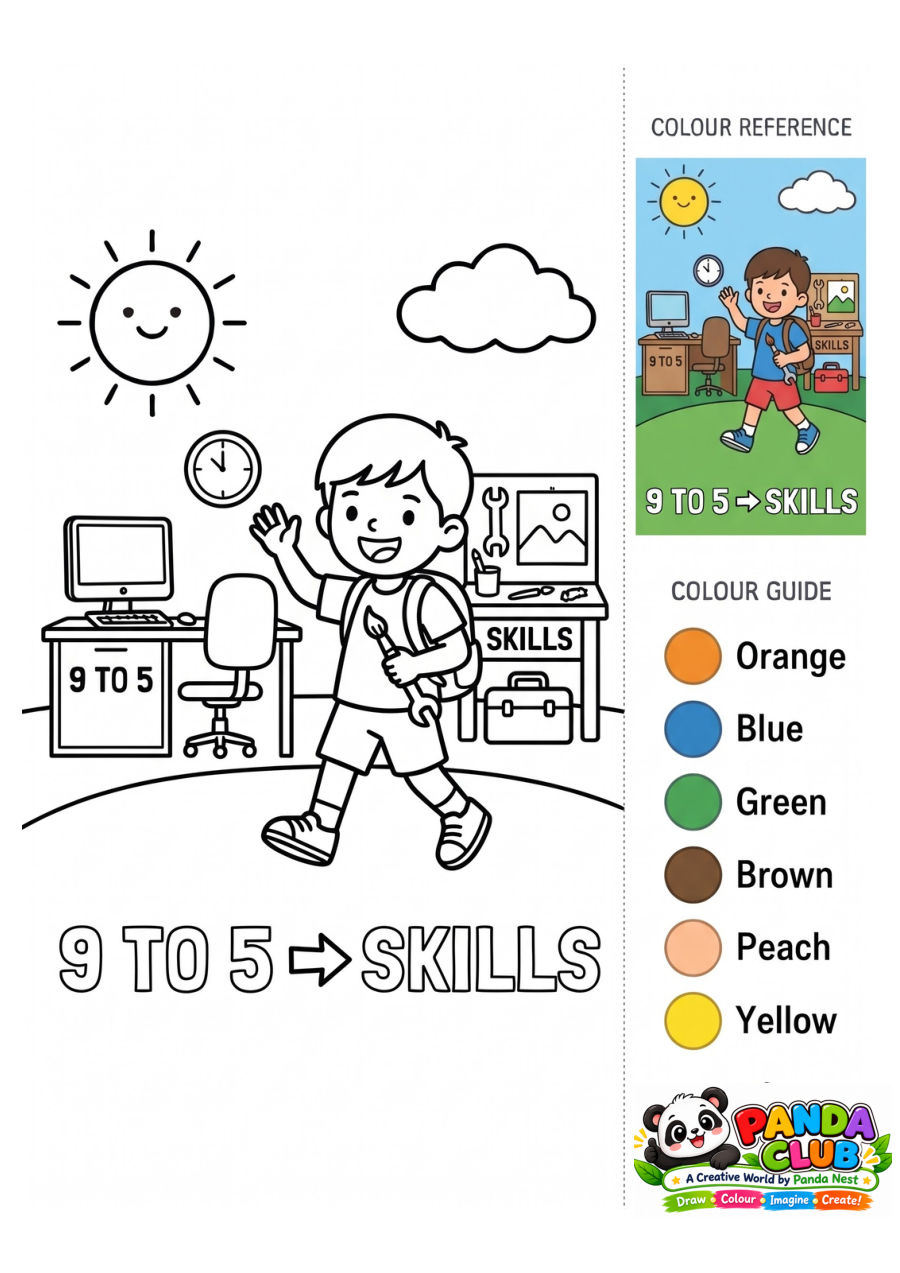 9 TO 5
SKILLS
9 TO 5 → SKILLS
COLOUR REFERENCE
9 TO 5
SKILLS
9 TO 5 → SKILLS
COLOUR GUIDE
Orange
Blue
Green
Brown
Peach
Yellow
PANDA
CLUB
A Creative World by Panda Nest
Draw • Colour • Imagine • Create!